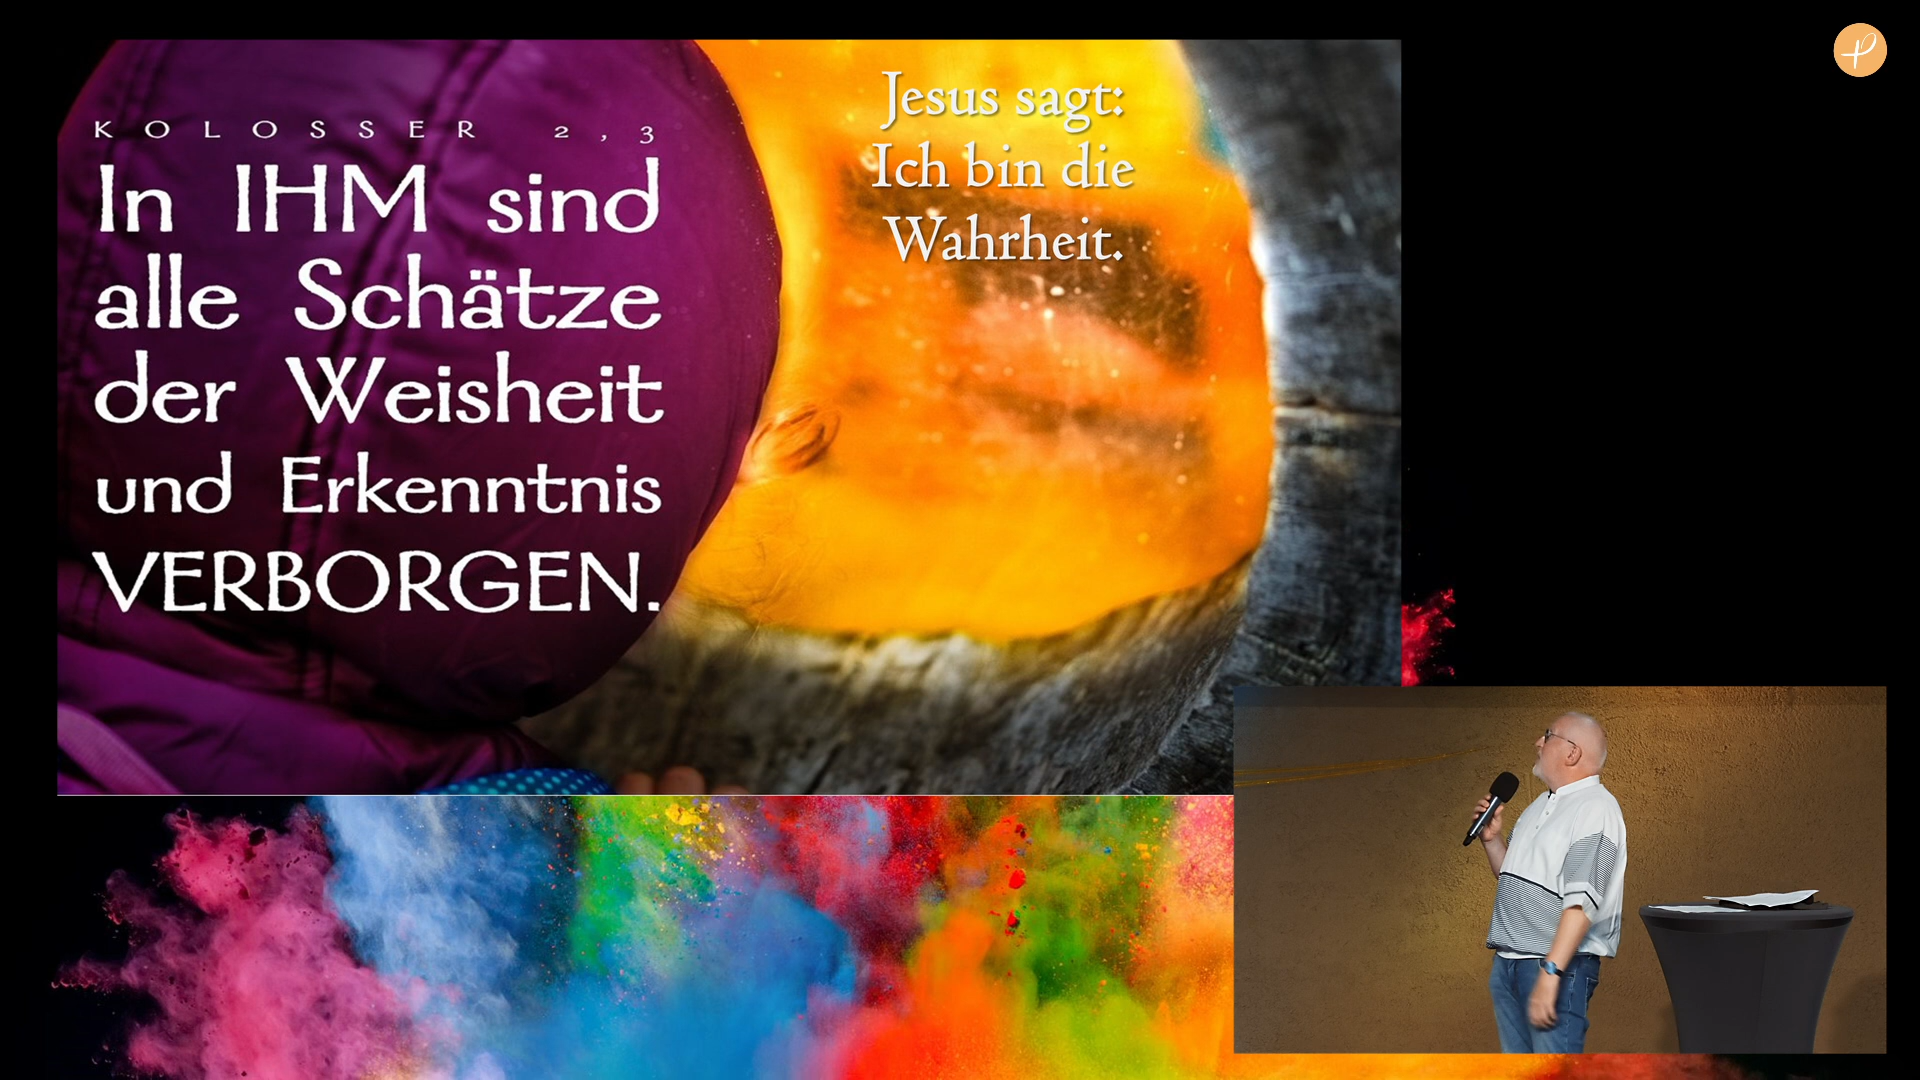 KOLOSSER 2,3
In IHM sind
alle Schätze
der Weisheit
und Erkenntnis
VERBORGEN.
Jesus sagt:
Ich bin die
Wahrheit.